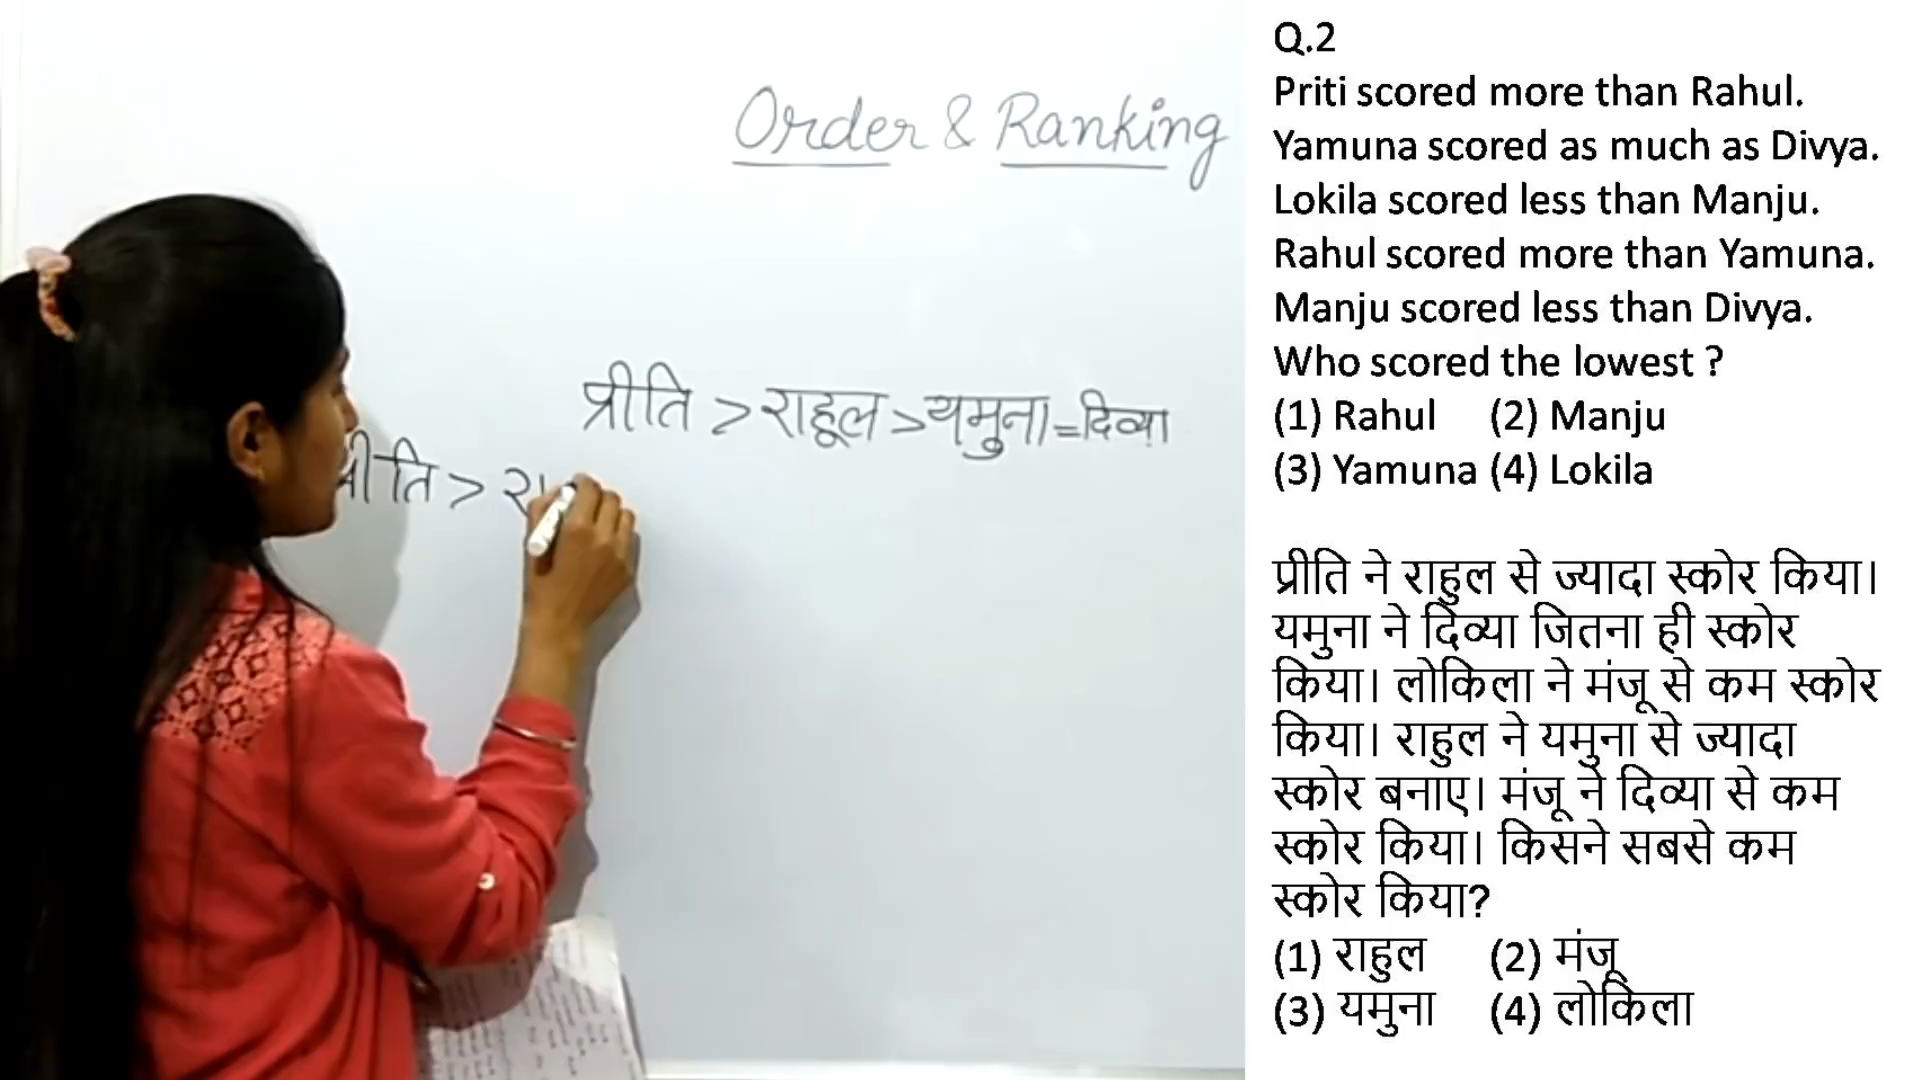 Order & Ranking
प्रीति > राहूल > यमुना = दिव्या
Q.2
Priti scored more than Rahul.
Yamuna scored as much as Divya.
Lokila scored less than Manju.
Rahul scored more than Yamuna.
Manju scored less than Divya.
Who scored the lowest ?
(1) Rahul (2) Manju
(3) Yamuna (4) Lokila
प्रीति ने राहुल से ज्यादा स्कोर किया।
यमुना ने दिव्या जितना ही स्कोर
किया। लोकिला ने मंजू से कम स्कोर
किया। राहुल ने यमुना से ज्यादा
स्कोर बनाए। मंजू ने दिव्या से कम
स्कोर किया। किसने सबसे कम
स्कोर किया?
(1) राहुल (2) मंजू
(3) यमुना (4) लोकिला